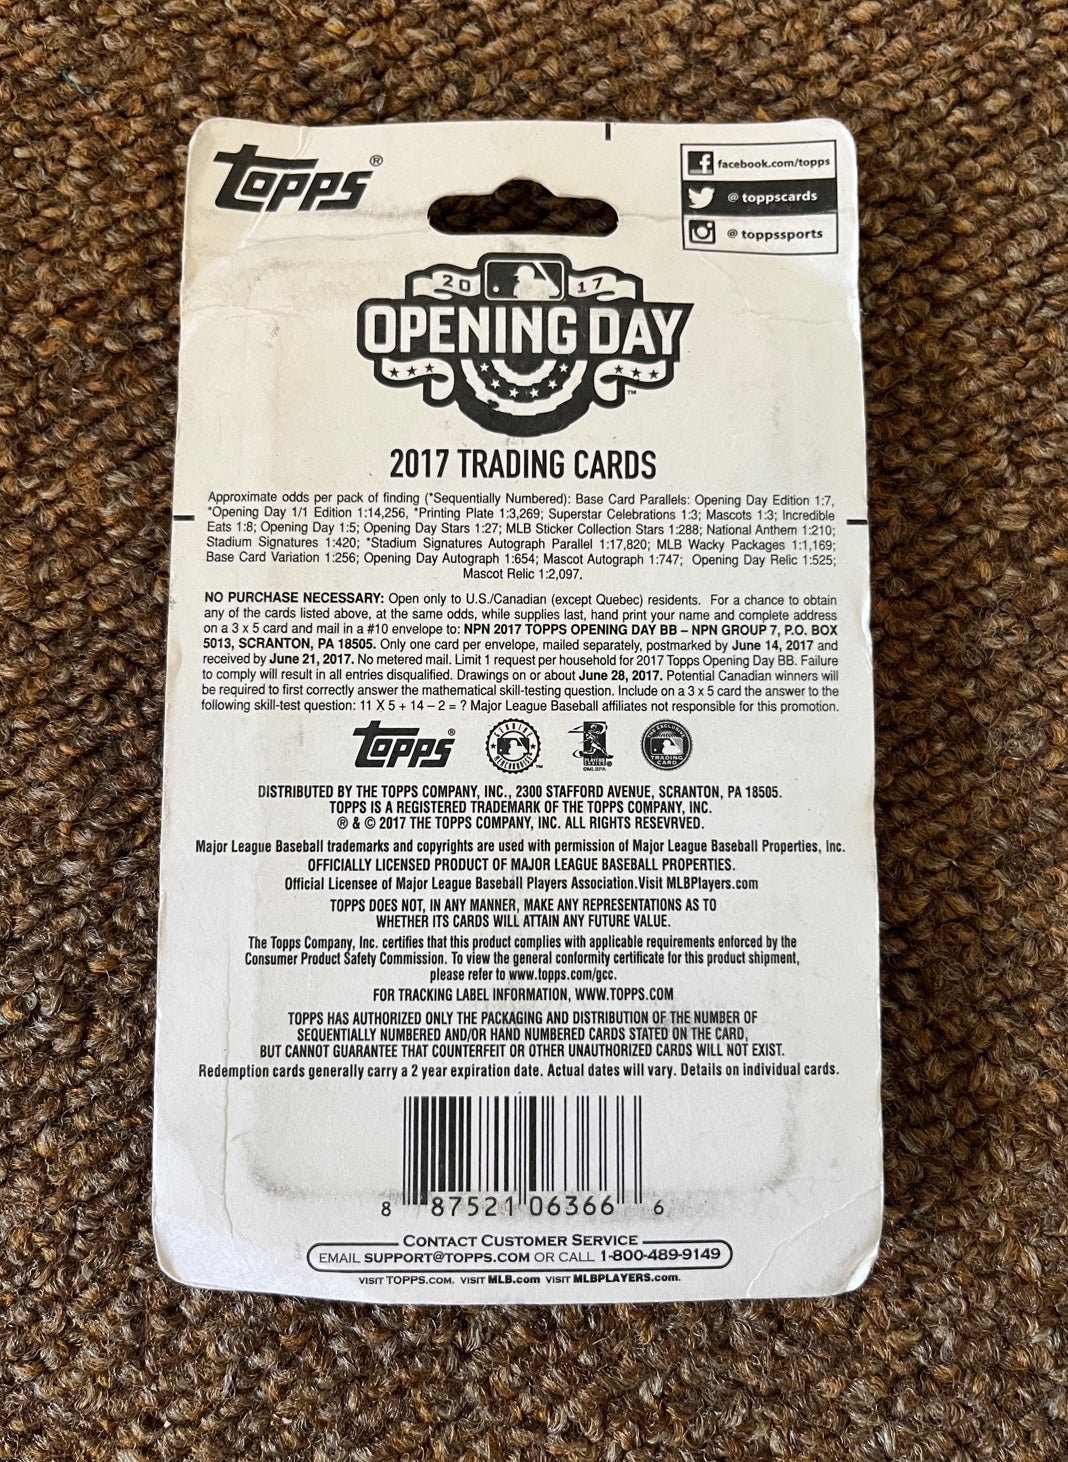 Topps®
facebook.com/topps
@ toppscards
@ toppssports
20 17
OPENING DAY
™
2017 TRADING CARDS
Approximate odds per pack of finding (*Sequentially Numbered): Base Card Parallels: Opening Day Edition 1:7,
*Opening Day 1/1 Edition 1:14,256, *Printing Plate 1:3,269; Superstar Celebrations 1:3; Mascots 1:3; Incredible
Eats 1:8; Opening Day 1:5; Opening Day Stars 1:27; MLB Sticker Collection Stars 1:288; National Anthem 1:210;
Stadium Signatures 1:420; *Stadium Signatures Autograph Parallel 1:17,820; MLB Wacky Packages 1:1,169;
Base Card Variation 1:256; Opening Day Autograph 1:654; Mascot Autograph 1:747; Opening Day Relic 1:525;
Mascot Relic 1:2,097.
NO PURCHASE NECESSARY: Open only to U.S./Canadian (except Quebec) residents. For a chance to obtain
any of the cards listed above, at the same odds, while supplies last, hand print your name and complete address
on a 3 x 5 card and mail in a #10 envelope to: NPN 2017 TOPPS OPENING DAY BB – NPN GROUP 7, P.O. BOX
5013, SCRANTON, PA 18505. Only one card per envelope, mailed separately, postmarked by June 14, 2017 and
received by June 21, 2017. No metered mail. Limit 1 request per household for 2017 Topps Opening Day BB. Failure
to comply will result in all entries disqualified. Drawings on or about June 28, 2017. Potential Canadian winners will
be required to first correctly answer the mathematical skill-testing question. Include on a 3 x 5 card the answer to the
following skill-test question: 11 X 5 + 14 – 2 = ? Major League Baseball affiliates not responsible for this promotion.
Topps® GENUINE MERCHANDISE™ PLAYERS CHOICE® ©MLBPA THE EXCLUSIVE TRADING CARD
DISTRIBUTED BY THE TOPPS COMPANY, INC., 2300 STAFFORD AVENUE, SCRANTON, PA 18505.
TOPPS IS A REGISTERED TRADEMARK OF THE TOPPS COMPANY, INC.
® & © 2017 THE TOPPS COMPANY, INC. ALL RIGHTS RESEVRVED.
Major League Baseball trademarks and copyrights are used with permission of Major League Baseball Properties, Inc.
OFFICIALLY LICENSED PRODUCT OF MAJOR LEAGUE BASEBALL PROPERTIES.
Official Licensee of Major League Baseball Players Association.Visit MLBPlayers.com
TOPPS DOES NOT, IN ANY MANNER, MAKE ANY REPRESENTATIONS AS TO
WHETHER ITS CARDS WILL ATTAIN ANY FUTURE VALUE.
The Topps Company, Inc. certifies that this product complies with applicable requirements enforced by the
Consumer Product Safety Commission. To view the general conformity certificate for this product shipment,
please refer to www.topps.com/gcc.
FOR TRACKING LABEL INFORMATION, WWW.TOPPS.COM
TOPPS HAS AUTHORIZED ONLY THE PACKAGING AND DISTRIBUTION OF THE NUMBER OF
SEQUENTIALLY NUMBERED AND/OR HAND NUMBERED CARDS STATED ON THE CARD,
BUT CANNOT GUARANTEE THAT COUNTERFEIT OR OTHER UNAUTHORIZED CARDS WILL NOT EXIST.
Redemption cards generally carry a 2 year expiration date. Actual dates will vary. Details on individual cards.
8 87521 06366 6
CONTACT CUSTOMER SERVICE
EMAIL SUPPORT@TOPPS.COM OR CALL 1-800-489-9149
VISIT TOPPS.COM. VISIT MLB.com VISIT MLBPLAYERS.com.